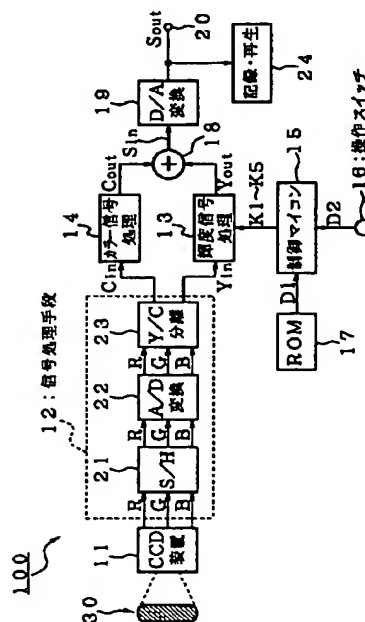 100
12：信号処理手段
30
11
CCD
装置
R
G
B
21
S/H
R
G
B
22
A/D
変換
R
G
B
23
Y/C
分離
Cin
Yin
14
カラー信号
処理
13
輝度信号
処理
Cout
Yout
18
+
Sin
19
D/A
変換
Sout
20
24
記録・再生
K1~K5
15
制御マイコン
D1
D2
17
ROM
16：操作スイッチ